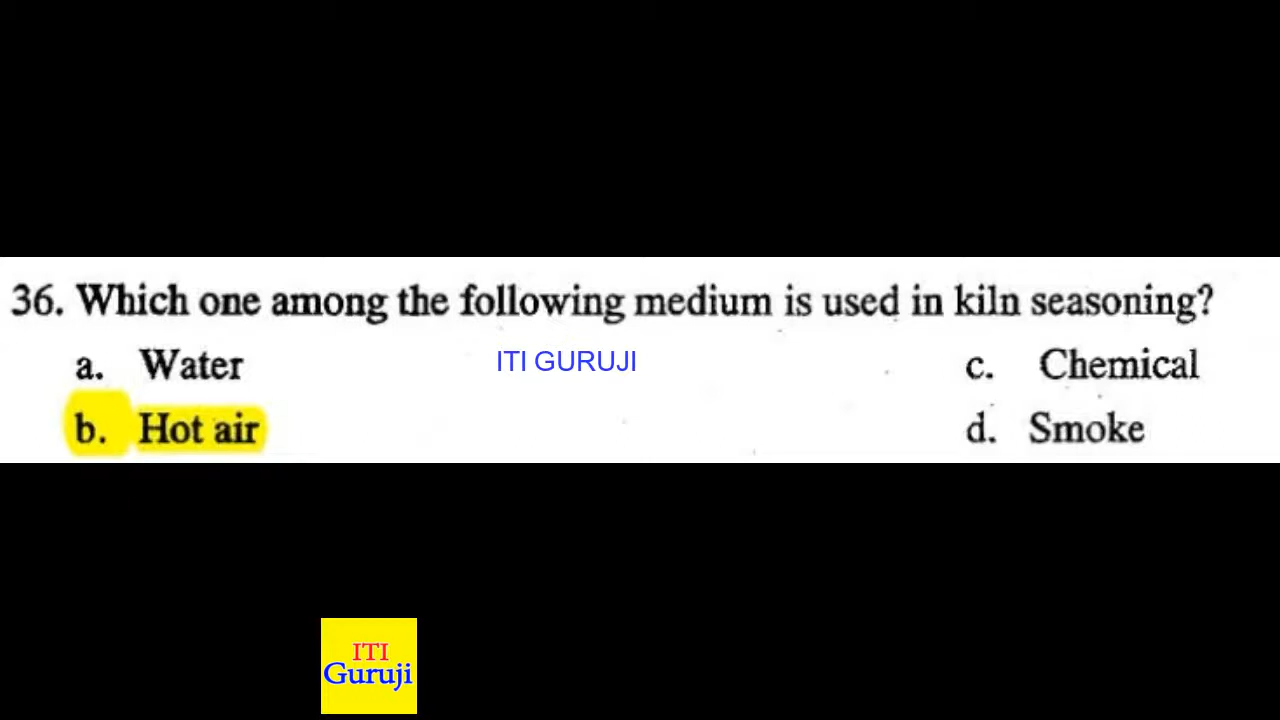 36. Which one among the following medium is used in kiln seasoning?
a. Water
ITI GURUJI
c. Chemical
b. Hot air
d. Smoke
ITI
Guruji